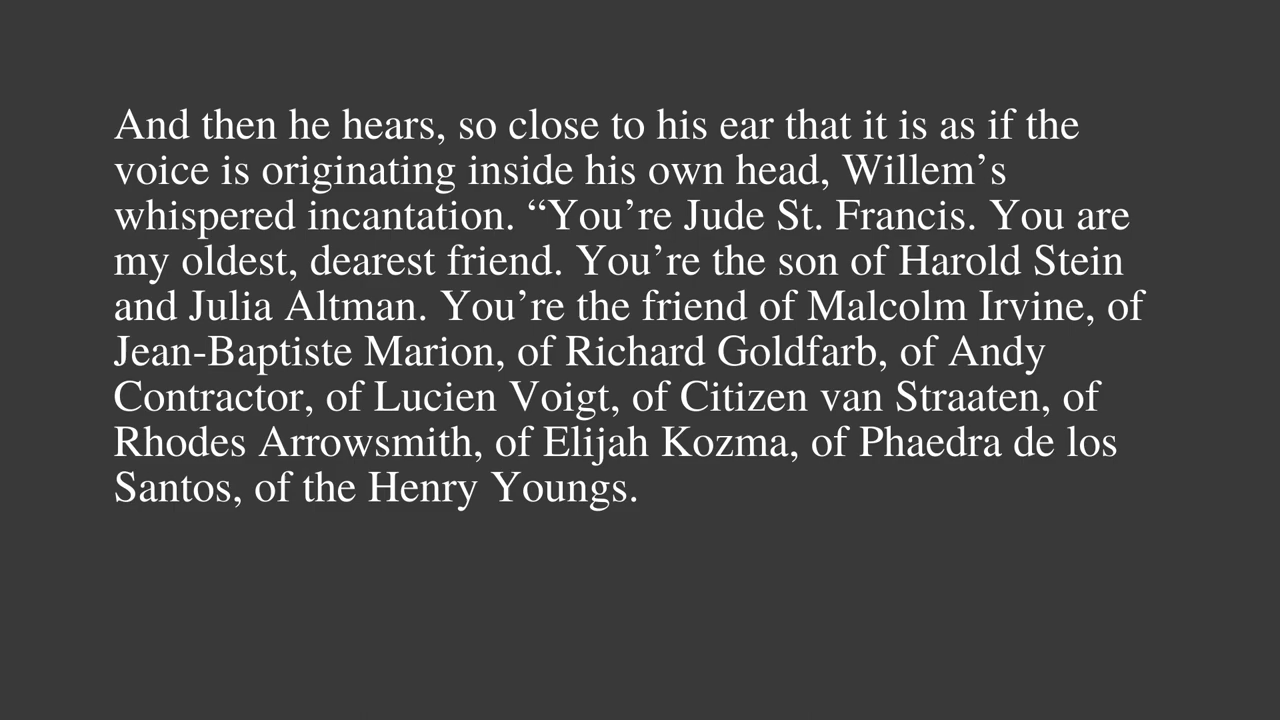 And then he hears, so close to his ear that it is as if the
voice is originating inside his own head, Willem’s
whispered incantation. “You’re Jude St. Francis. You are
my oldest, dearest friend. You’re the son of Harold Stein
and Julia Altman. You’re the friend of Malcolm Irvine, of
Jean-Baptiste Marion, of Richard Goldfarb, of Andy
Contractor, of Lucien Voigt, of Citizen van Straaten, of
Rhodes Arrowsmith, of Elijah Kozma, of Phaedra de los
Santos, of the Henry Youngs.